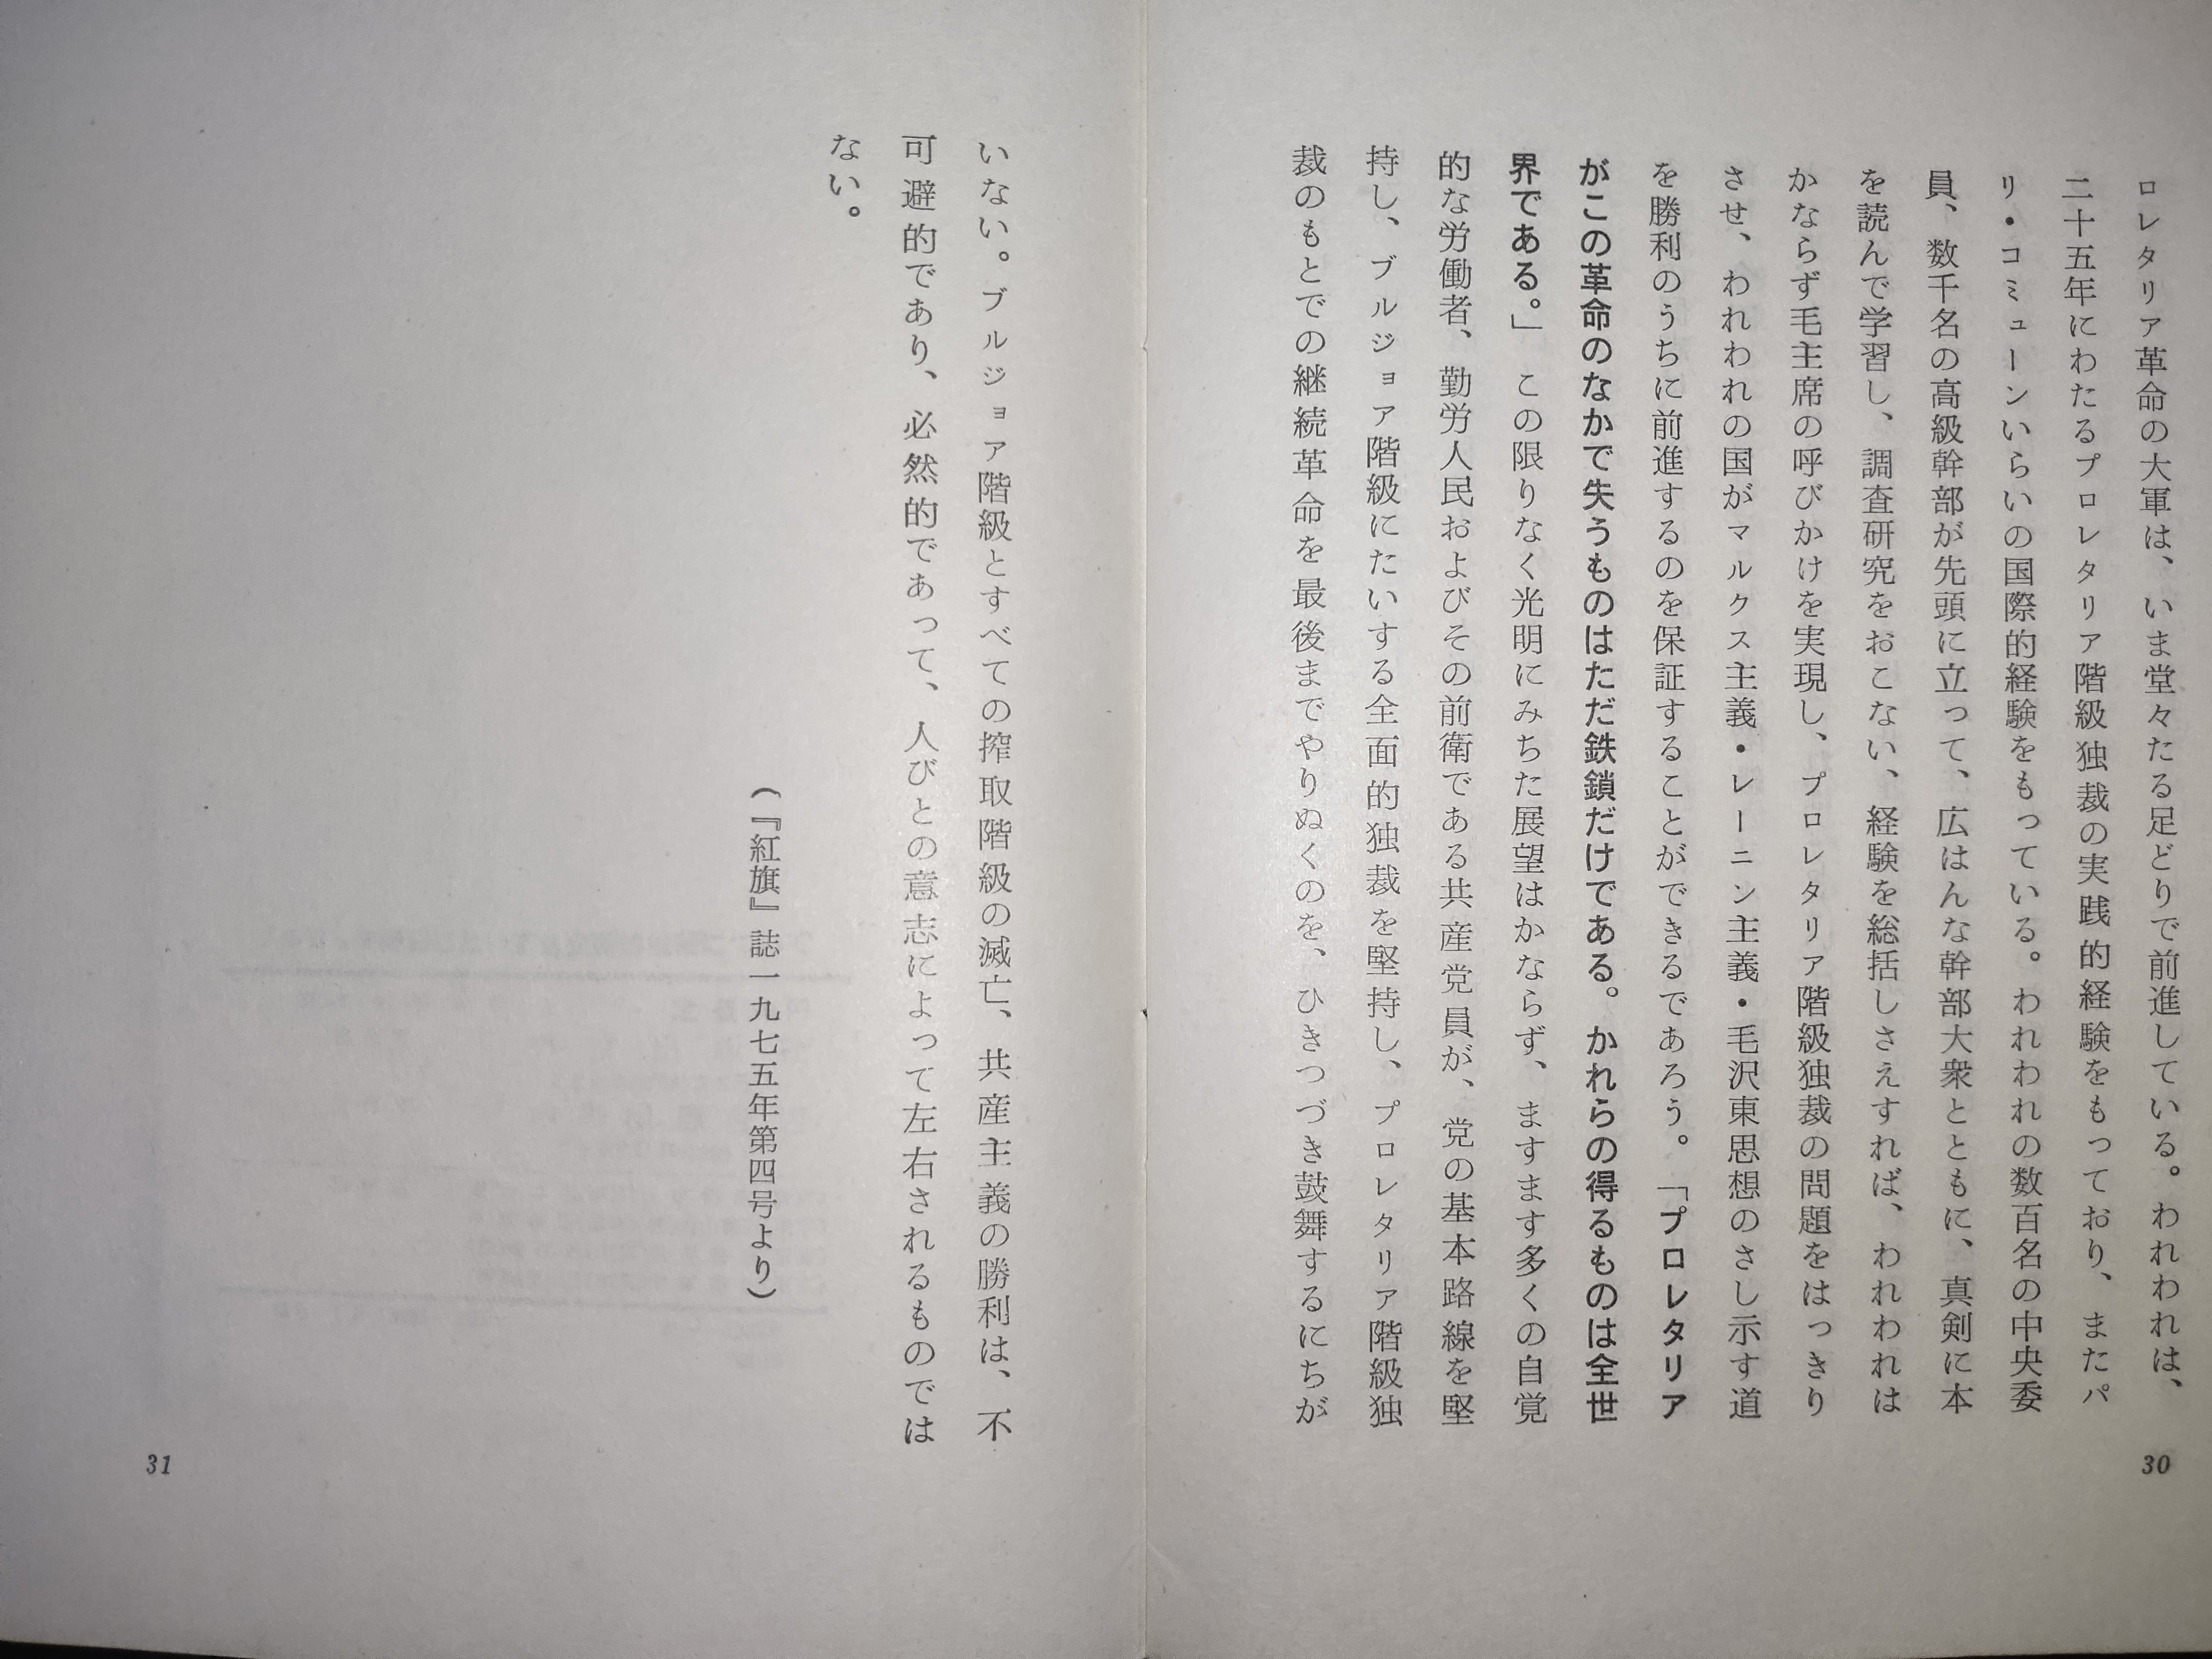 ロレタリア革命の大軍は、いま堂々たる足どりで前進している。われわれは、
二十五年にわたるプロレタリア階級独裁の実践的経験をもっており、またパ
リ・コミューンいらいの国際的経験をもっている。われわれの数百名の中央委
員、数千名の高級幹部が先頭に立って、広はんな幹部大衆とともに、真剣に本
を読んで学習し、調査研究をおこない、経験を総括しさえすれば、われわれは
かならず毛主席の呼びかけを実現し、プロレタリア階級独裁の問題をはっきり
させ、われわれの国がマルクス主義・レーニン主義・毛沢東思想のさし示す道
を勝利のうちに前進するのを保証することができるであろう。「プロレタリア
がこの革命のなかで失うものはただ鉄鎖だけである。かれらの得るものは全世
界である。」この限りなく光明にみちた展望はかならず、ますます多くの自覚
的な労働者、勤労人民およびその前衛である共産党員が、党の基本路線を堅
持し、ブルジョア階級にたいする全面的独裁を堅持し、プロレタリア階級独
裁のもとでの継続革命を最後までやりぬくのを、ひきつづき鼓舞するにちが
30
いない。ブルジョア階級とすべての搾取階級の滅亡、共産主義の勝利は、不
可避的であり、必然的であって、人びとの意志によって左右されるものでは
ない。
（『紅旗』誌一九七五年第四号より）
31